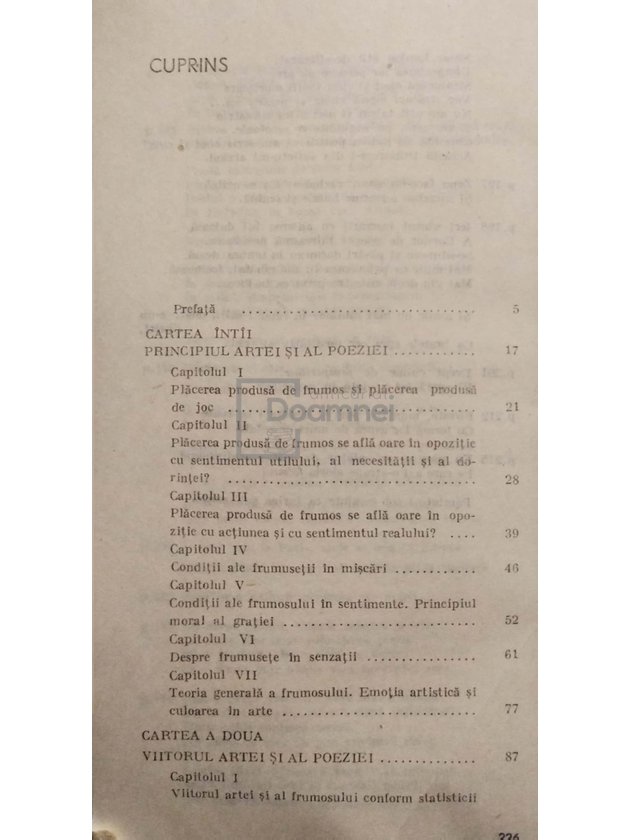 CUPRINS
Prefață ................................. 5
CARTEA ÎNTÎI
PRINCIPIUL ARTEI ȘI AL POEZIEI ............ 17
Capitolul I
Plăcerea produsă de frumos și plăcerea produsă
de joc ................................. 21
Capitolul II
Plăcerea produsă de frumos se află oare în opoziție
cu sentimentul utilului, al necesității și al do-
rinței? ................................. 28
Capitolul III
Plăcerea produsă de frumos se află oare în opo-
ziție cu acțiunea și cu sentimentul realului? .... 39
Capitolul IV
Condiții ale frumuseții în mișcări ............ 46
Capitolul V
Condiții ale frumosului în sentimente. Principiul
moral al grației ......................... 52
Capitolul VI
Despre frumusețe în senzații ................ 61
Capitolul VII
Teoria generală a frumosului. Emoția artistică și
culoarea în arte ......................... 77
CARTEA A DOUA
VIITORUL ARTEI ȘI AL POEZIEI .............. 87
Capitolul I
Viitorul artei și al frumosului conform statisticii
anticariat
Doamnei